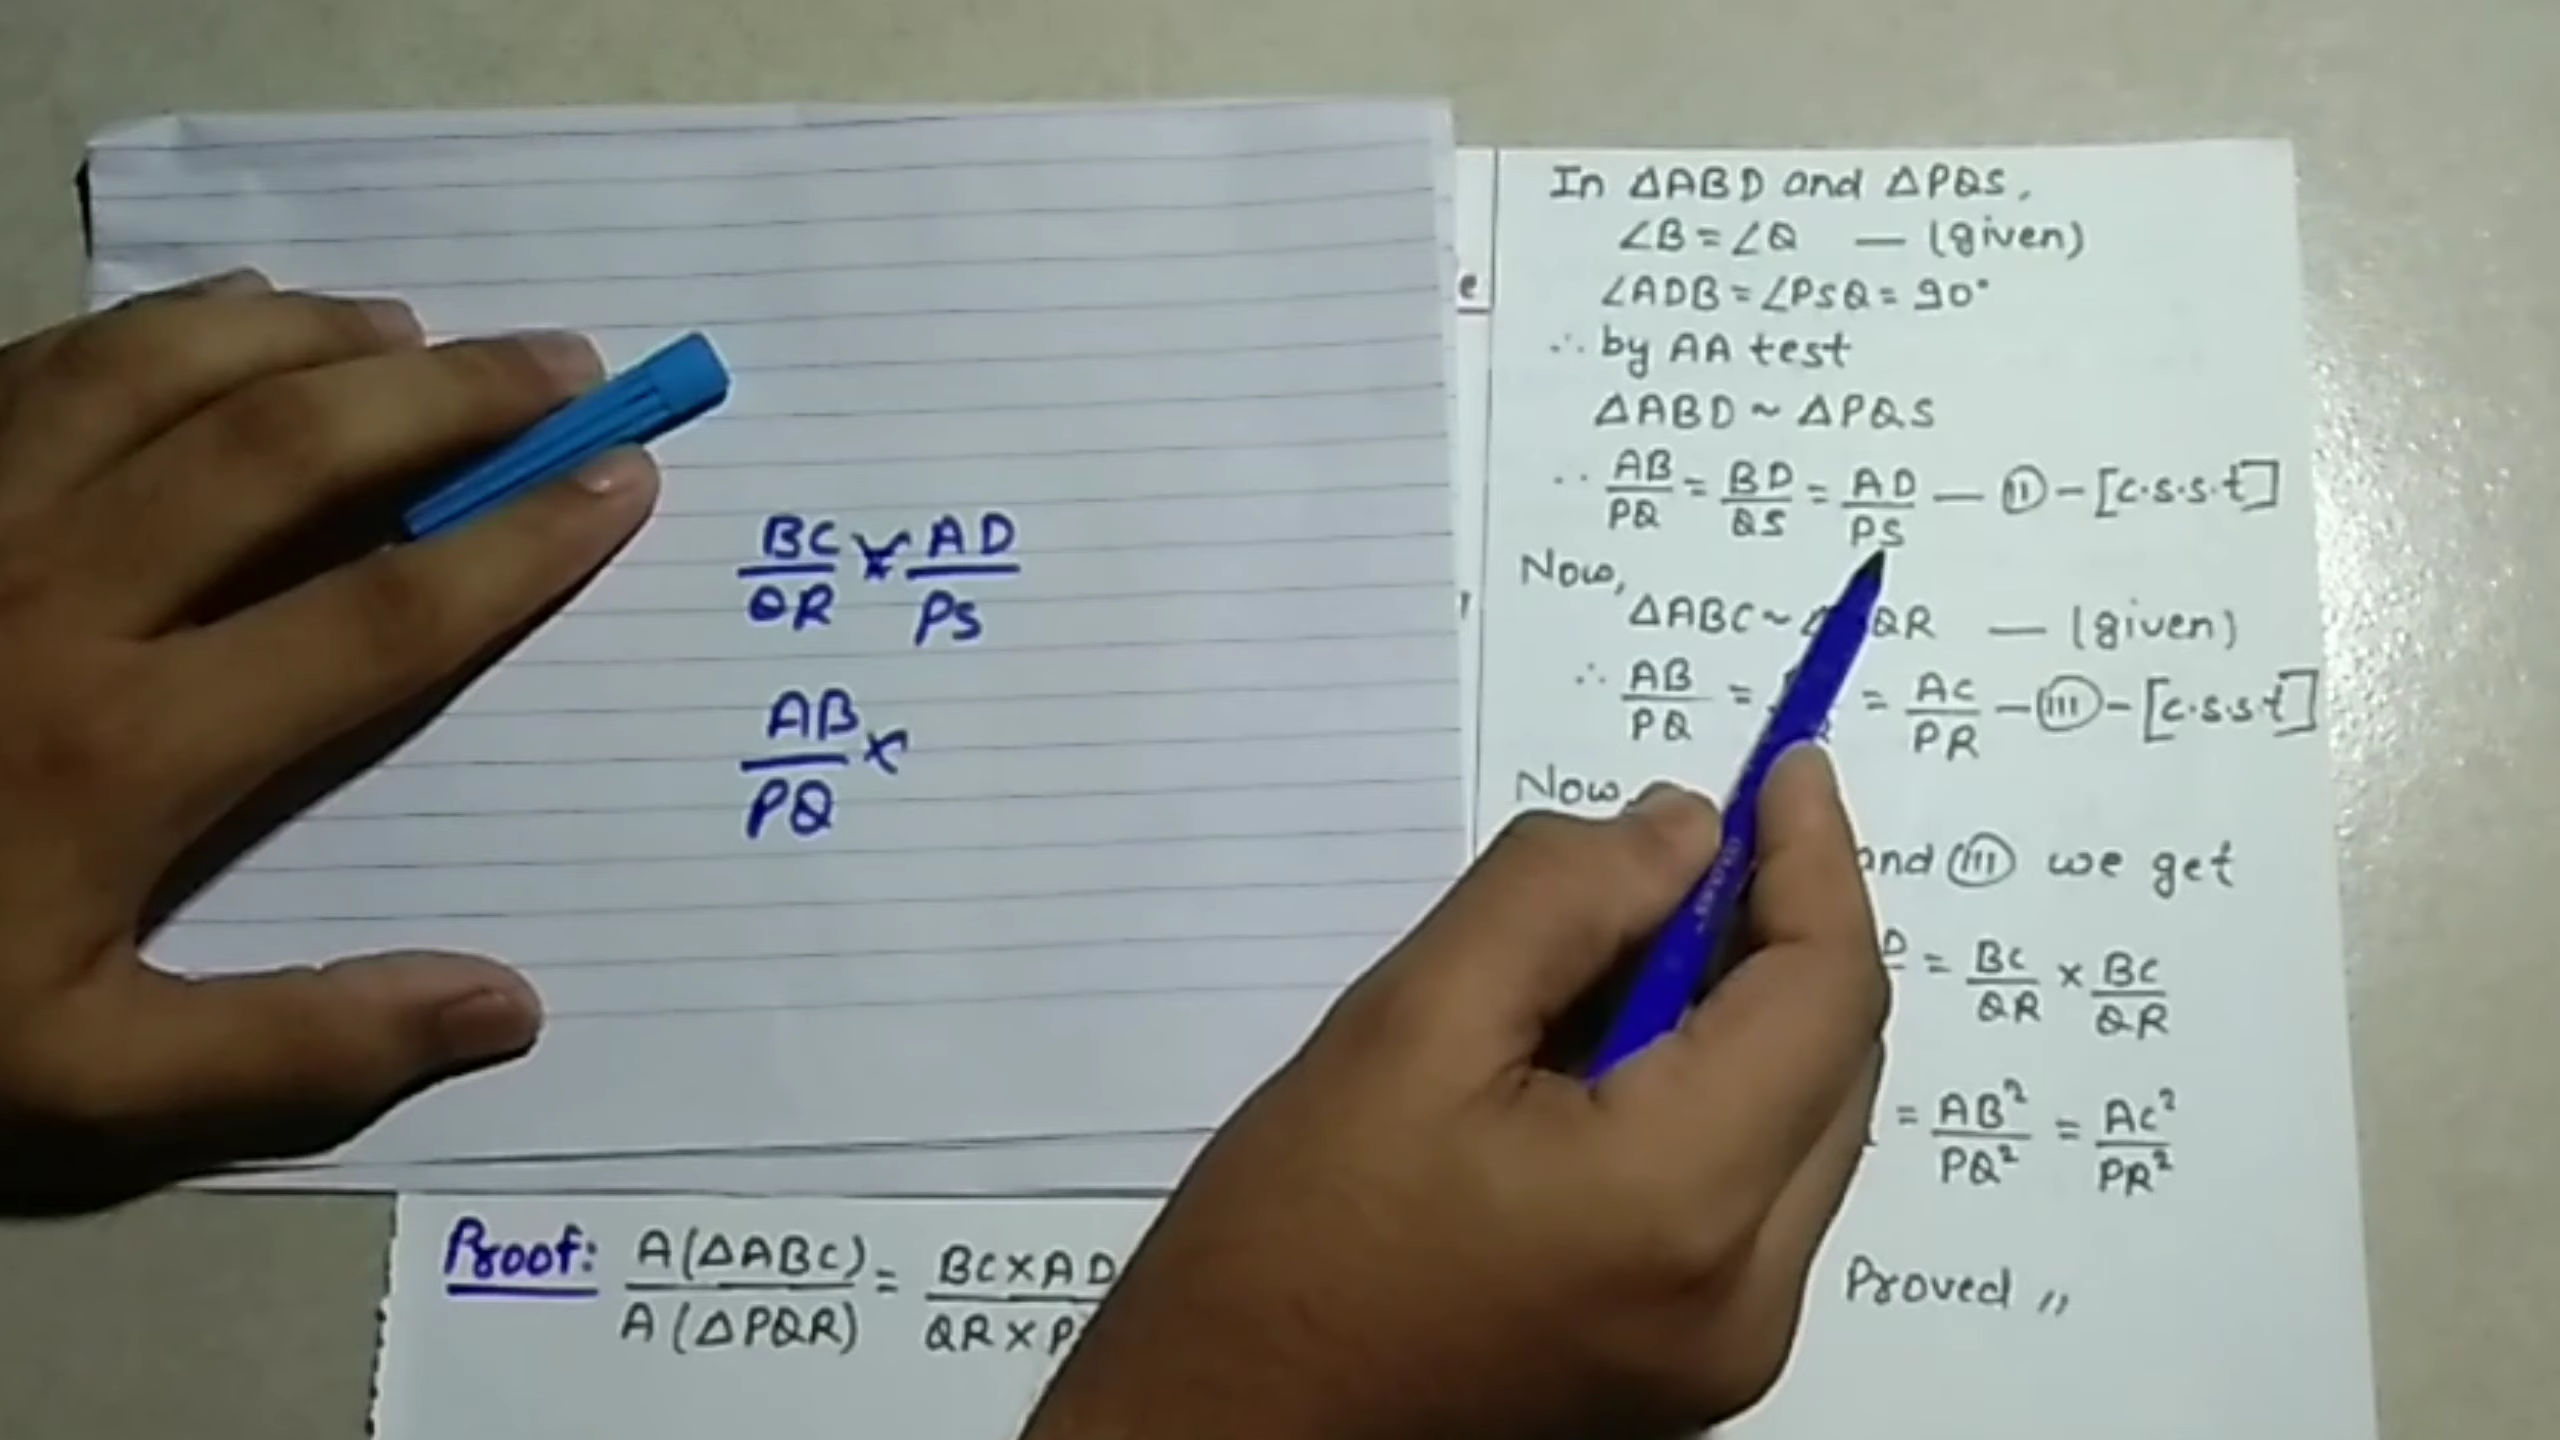 BC/QR × AD/PS
AB/PQ ×
Proof: A(ΔABC)/A(ΔPQR) = BC×AD/QR×P
e
In ΔABD and ΔPQS,
∠B = ∠Q — (given)
∠ADB = ∠PSQ = 90°
∴ by AA test
ΔABD ~ ΔPQS
∴ AB/PQ = BD/QS = AD/PS — (II) - [c.s.s.t]
Now,
ΔABC ~ QR — (given)
∴ AB/PQ = = AC/PR — (III) - [c.s.s.t]
Now,
and (III) we get
D = BC/QR × BC/QR
= AB²/PQ² = AC²/PR²
Proved ,,